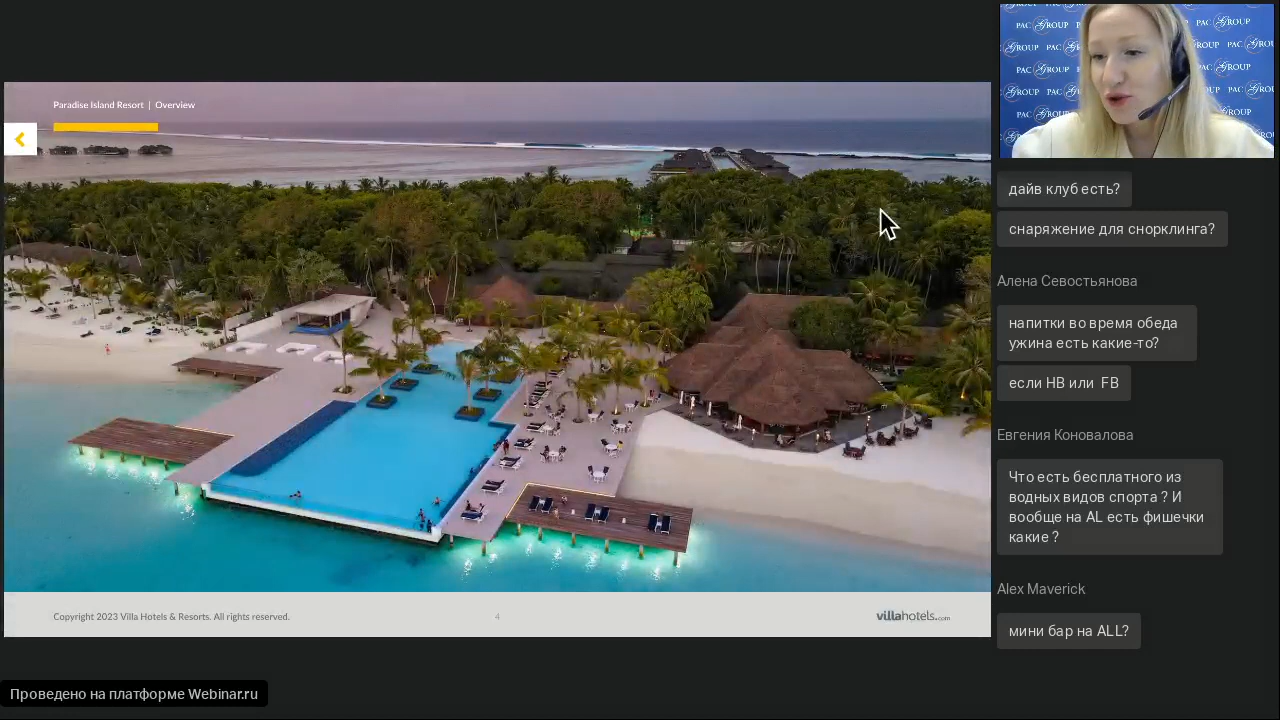 Paradise Island Resort | Overview
Copyright 2023 Villa Hotels & Resorts. All rights reserved.
4
villahotels.com
PAC GROUP
дайв клуб есть?
снаряжение для снорклинга?
Алена Севостьянова
напитки во время обеда
ужина есть какие-то?
если HB или FB
Евгения Коновалова
Что есть бесплатного из
водных видов спорта ? И
вообще на AL есть фишечки
какие ?
Alex Maverick
мини бар на ALL?
Проведено на платформе Webinar.ru